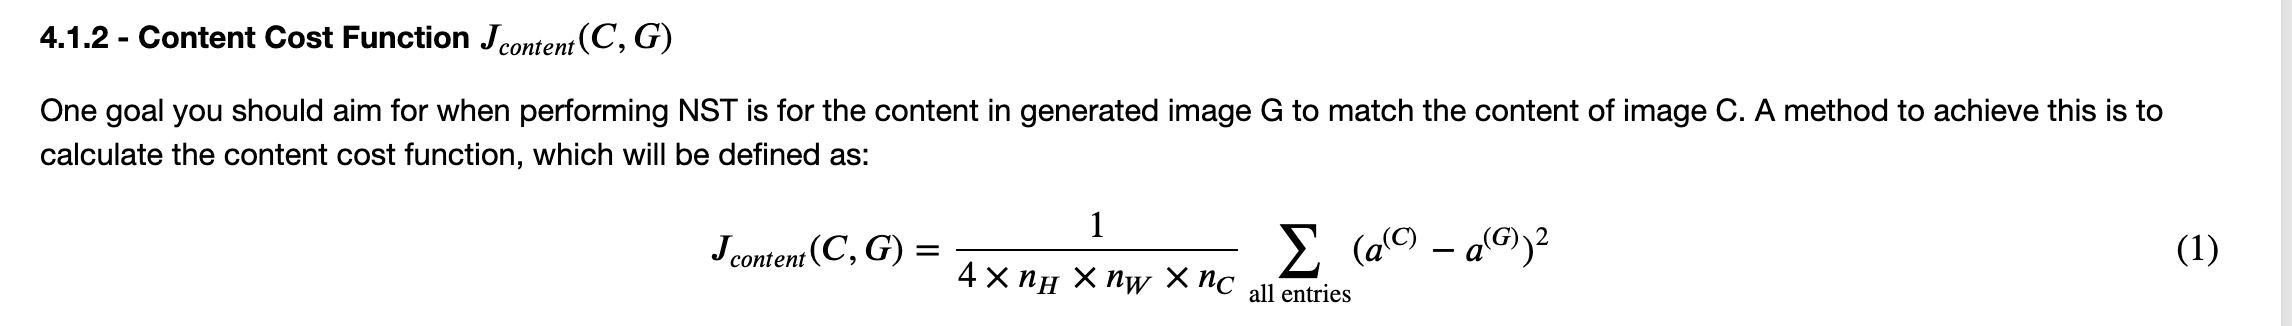 4.1.2 - Content Cost Function J_content(C, G)
One goal you should aim for when performing NST is for the content in generated image G to match the content of image C. A method to achieve this is to
calculate the content cost function, which will be defined as:
J_content(C, G) = 1 / (4 × n_H × n_W × n_C) ∑_{all entries} (a^(C) − a^(G))^2 (1)